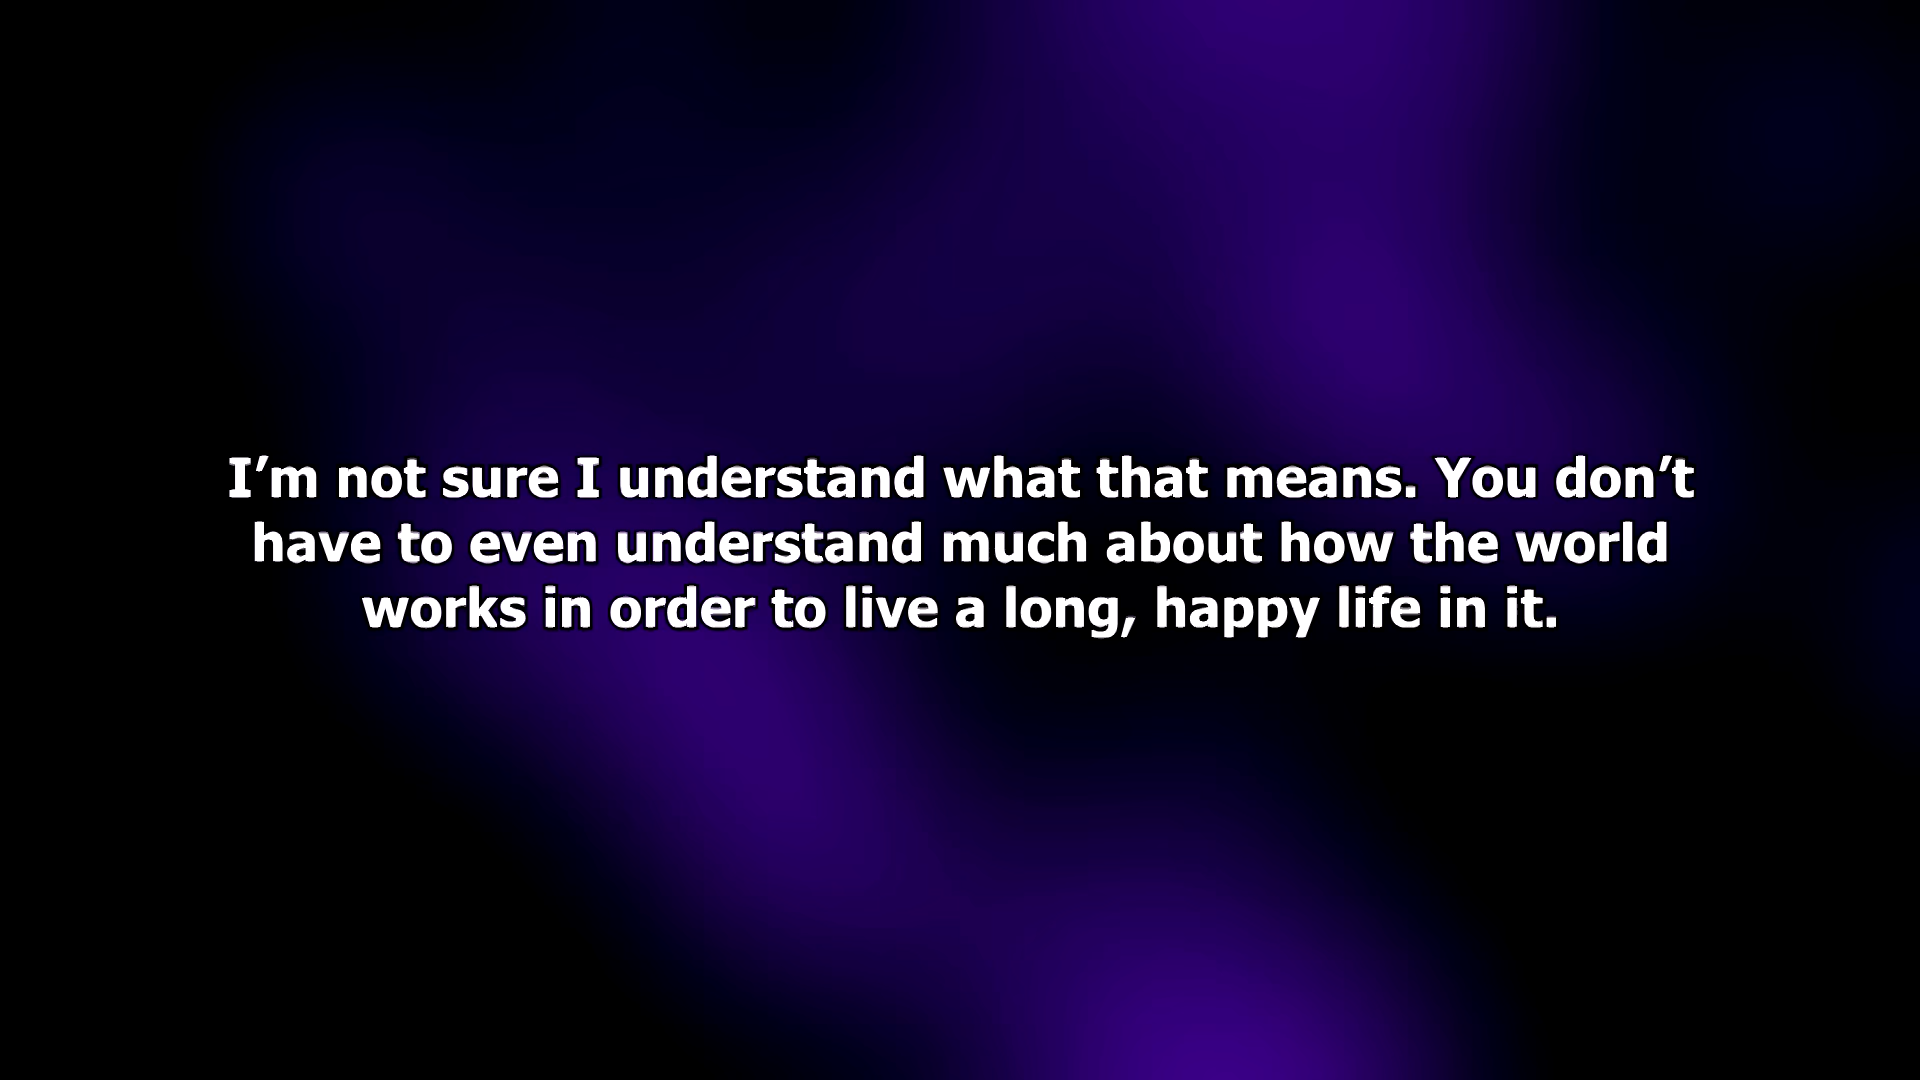 I’m not sure I understand what that means. You don’t
have to even understand much about how the world
works in order to live a long, happy life in it.